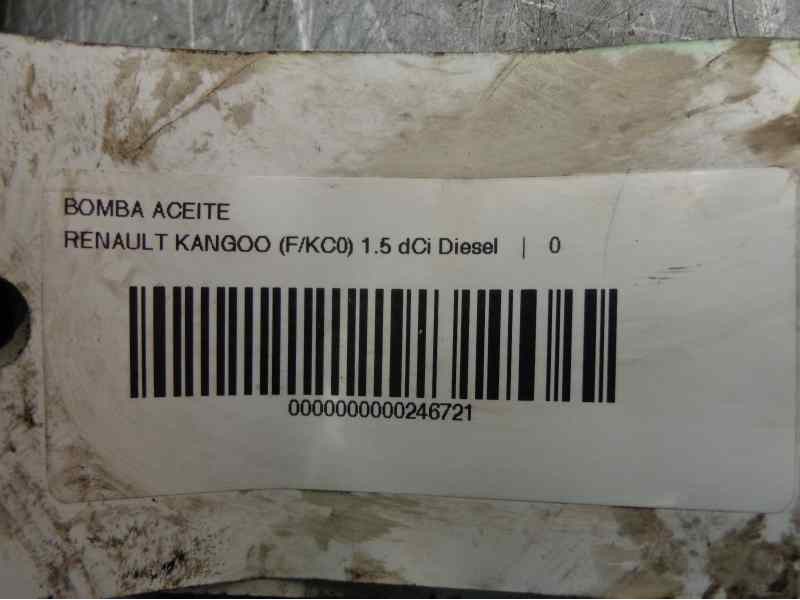 BOMBA ACEITE
RENAULT KANGOO (F/KC0) 1.5 dCi Diesel | 0
0000000000246721